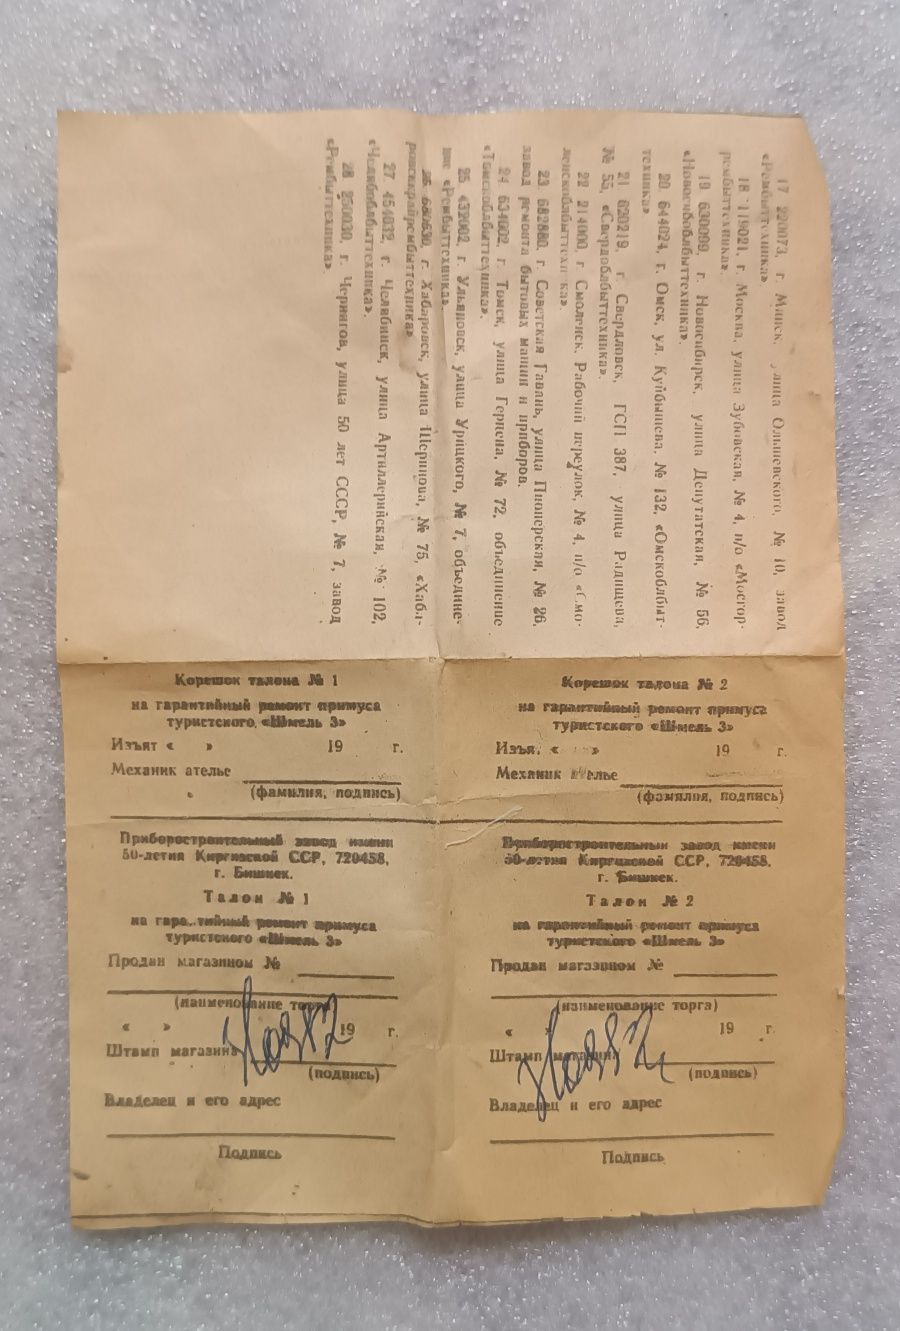 17. 220073, г. Минск, улица Олишевского, № 10, завод
«Рембыттехника».
18. 119021, г. Москва, улица Зубовская, № 4, п/о «Мосгор-
рембыттехника».
19. 630099, г. Новосибирск, улица Депутатская, № 56,
«Новосибоблбыттехника».
20. 644024, г. Омск, ул. Куйбышева, № 132, «Омскоблбыт-
техника».
21. 620219, г. Свердловск, ГСП 387, улица Радищева,
№ 55, «Свердоблбыттехника».
22. 214000, г. Смоленск, Рабочий переулок, № 4, п/о «Смо-
ленскоблбыттехника».
23. 682880, г. Советская Гавань, улица Пионерская, № 26,
завод ремонта бытовых машин и приборов.
24. 634002, г. Томск, улица Герцена, № 72, объединение
«Томскоблбыттехника».
25. 432002, г. Ульяновск, улица Урицкого, № 7, объедине-
ние «Рембыттехника».
26. 680630, г. Хабаровск, улица Шеринова, № 75, «Хаба-
ровсккрайрембыттехника»
27. 454032, г. Челябинск, улица Артиллерийская, № 102,
«Челябоблбыттехника».
28. 250030, г. Чернигов, улица 50 лет СССР, № 7, завод
«Рембыттехника».
Корешок талона № 1
на гарантийный ремонт примуса
туристского «Шмель 3»
Изъят « » 19 г.
Механик ателье
(фамилия, подпись)
Приборостроительный завод имени
50-летия Киргизской ССР, 720458,
г. Бишкек.
Талон № 1
на гарантийный ремонт примуса
туристского «Шмель 3»
Продан магазином №
(наименование торга)
« » 19 г.
Штамп магазина
(подпись)
Владелец и его адрес
Подпись
Корешок талона № 2
на гарантийный ремонт примуса
туристского «Шмель 3»
Изъят « » 19 г.
Механик ателье
(фамилия, подпись)
Приборостроительный завод имени
50-летия Киргизской ССР, 720458,
г. Бишкек.
Талон № 2
на гарантийный ремонт примуса
туристского «Шмель 3»
Продан магазином №
(наименование торга)
« » 19 г.
Штамп магазина
(подпись)
Владелец и его адрес
Подпись